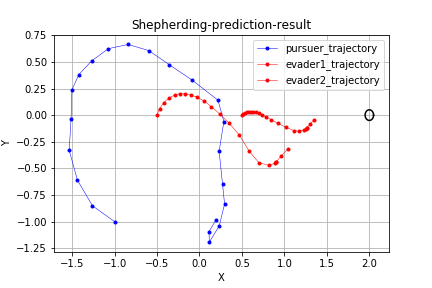 Shepherding-prediction-result
pursuer_trajectory
evader1_trajectory
evader2_trajectory
0.75
0.50
0.25
0.00
−0.25
−0.50
−0.75
−1.00
−1.25
Y
−1.5 −1.0 −0.5 0.0 0.5 1.0 1.5 2.0
X